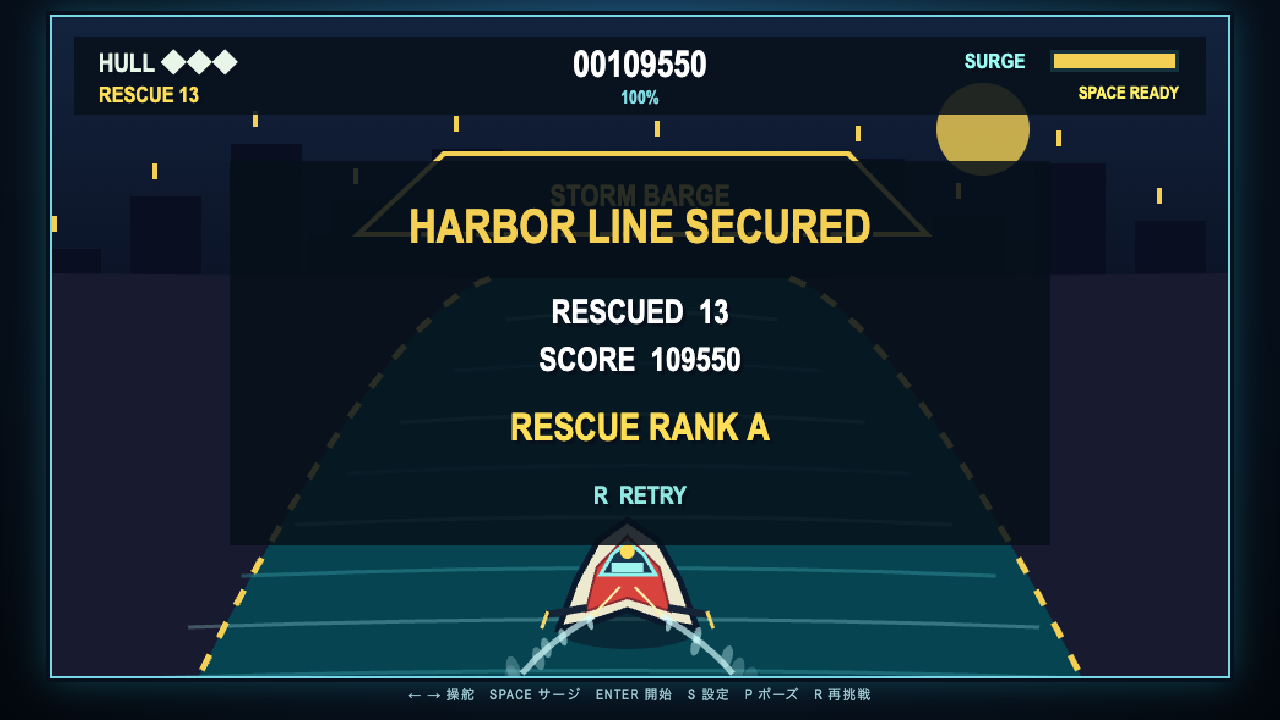 HULL
RESCUE 13
00109550
100%
SURGE
SPACE READY
STORM BARGE
HARBOR LINE SECURED
RESCUED 13
SCORE 109550
RESCUE RANK A
R RETRY
← → 操舵 SPACE サージ ENTER 開始 S 設定 P ポーズ R 再挑戦